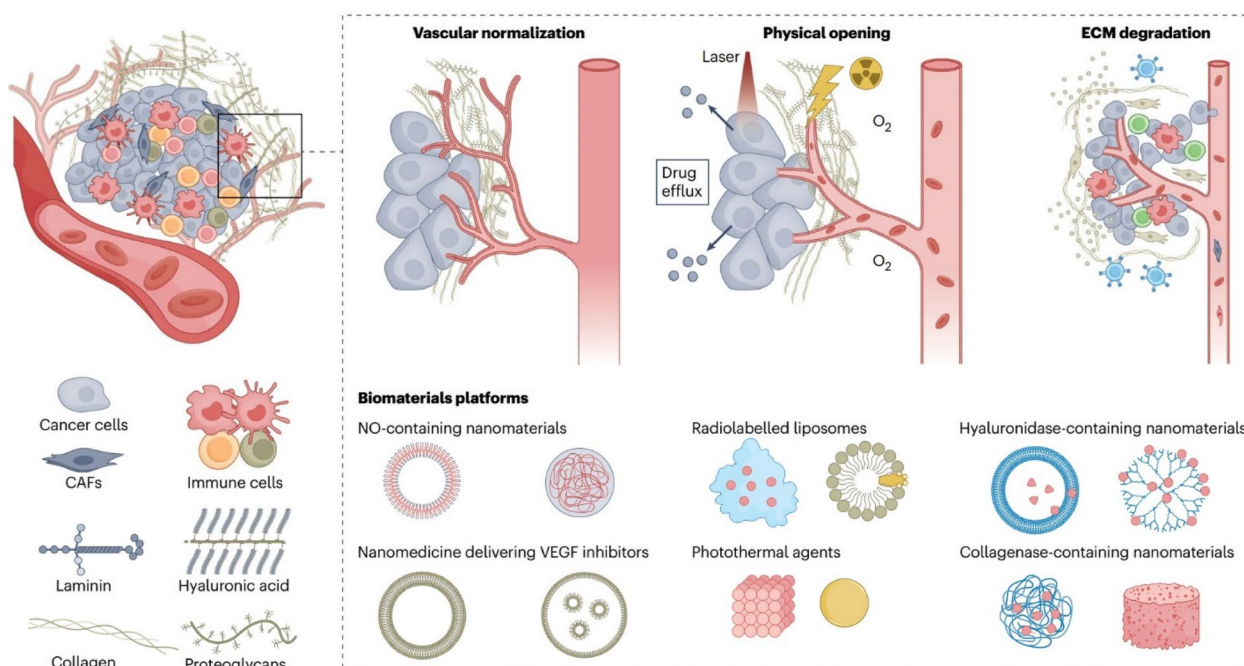 Vascular normalization
Physical opening
ECM degradation
Laser
O2
Drug
efflux
O2
Cancer cells
CAFs
Immune cells
Laminin
Hyaluronic acid
Collagen
Proteoglycans
Biomaterials platforms
NO-containing nanomaterials
Radiolabelled liposomes
Hyaluronidase-containing nanomaterials
Nanomedicine delivering VEGF inhibitors
Photothermal agents
Collagenase-containing nanomaterials